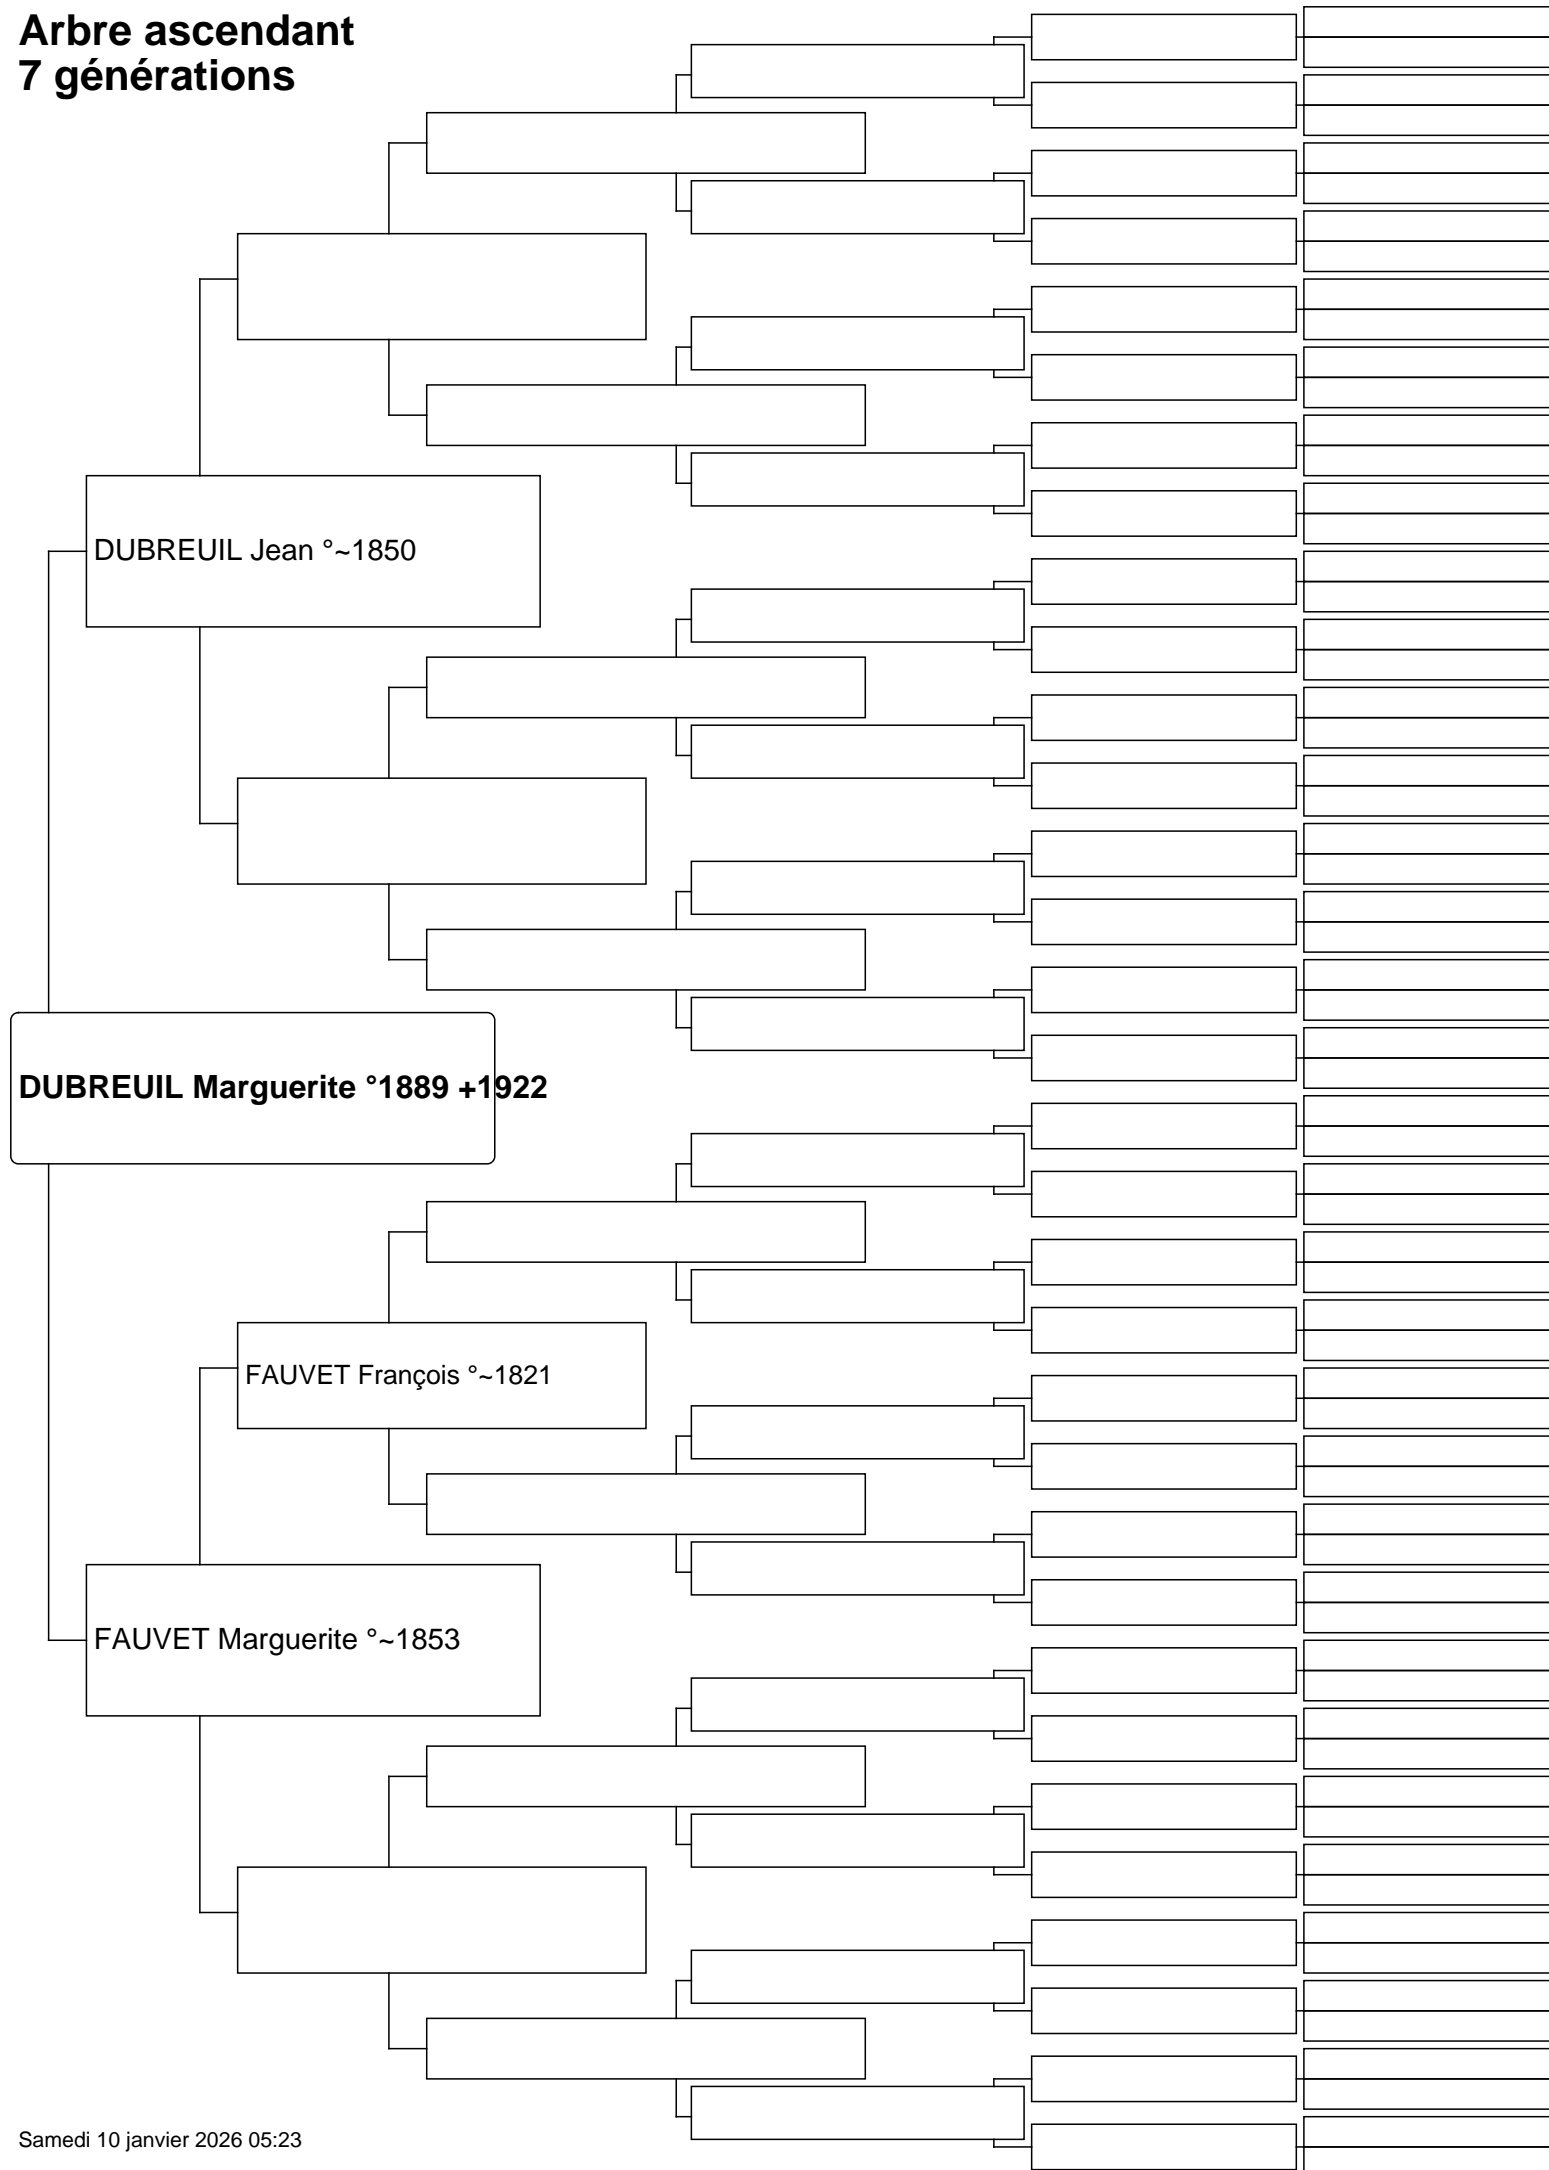 Arbre ascendant
7 générations
DUBREUIL Jean °~1850
DUBREUIL Marguerite °1889 +1922
FAUVET François °~1821
FAUVET Marguerite °~1853
Samedi 10 janvier 2026 05:23